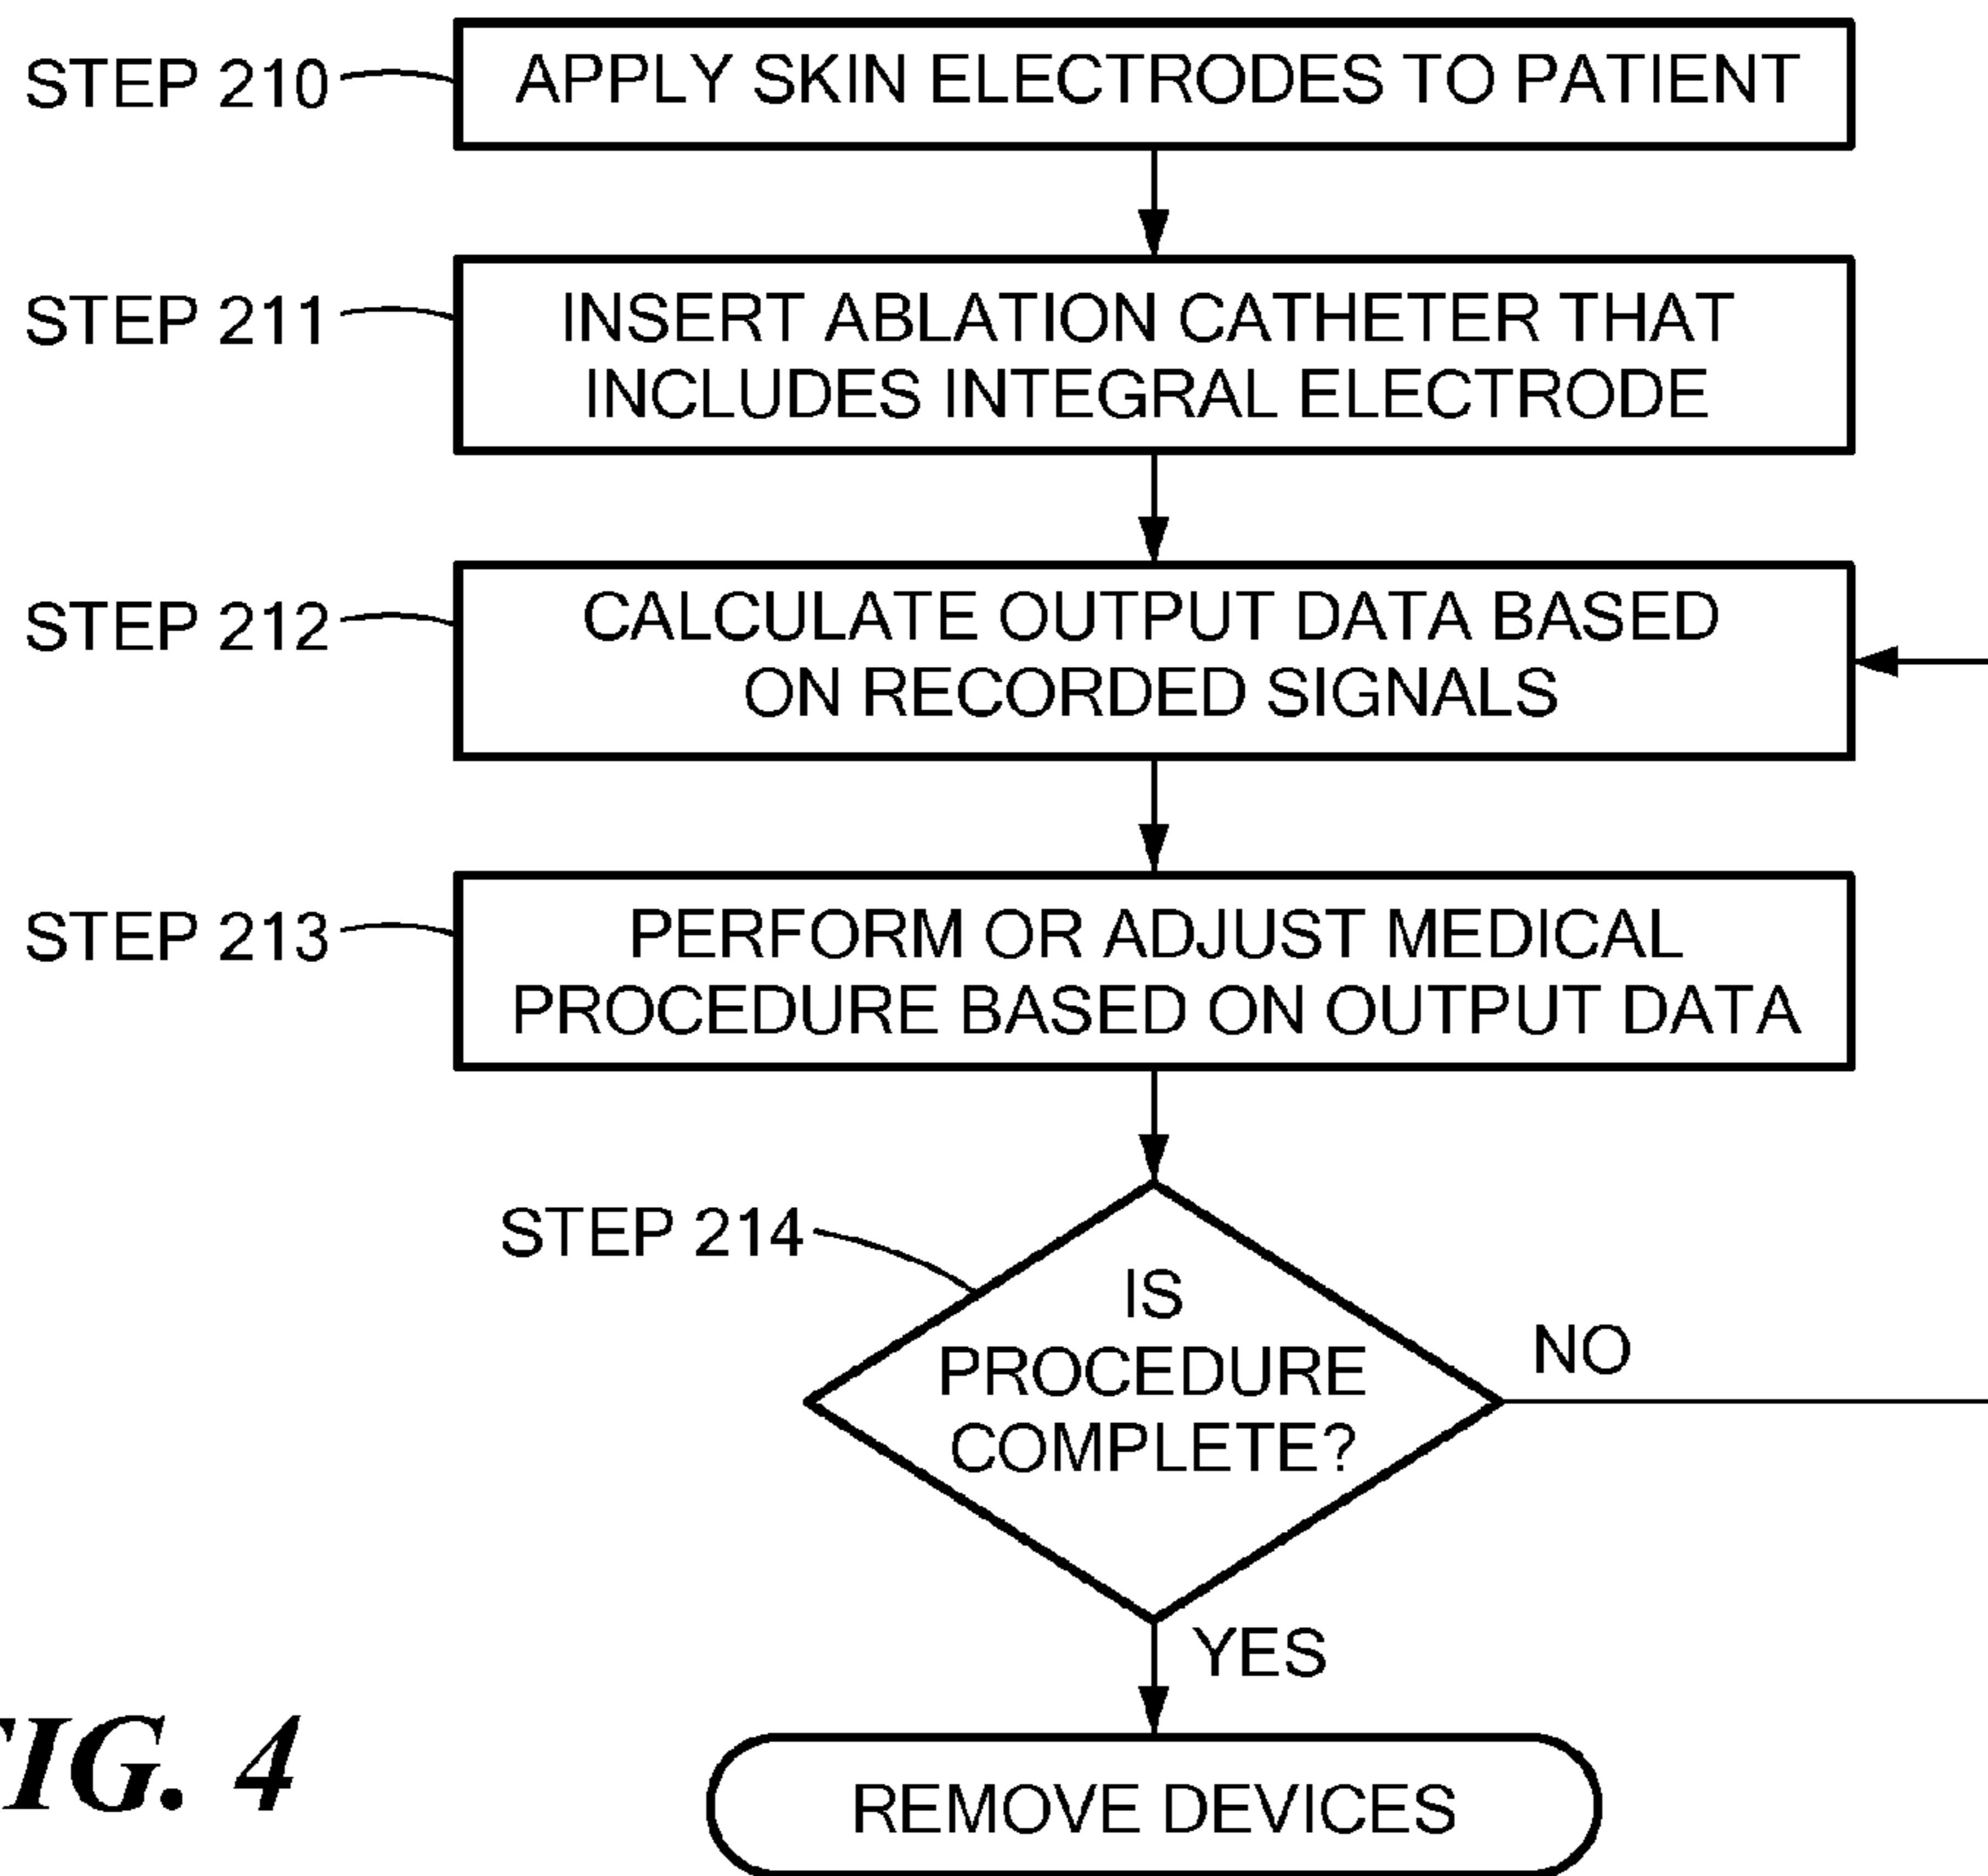 STEP 210
APPLY SKIN ELECTRODES TO PATIENT
STEP 211
INSERT ABLATION CATHETER THAT
INCLUDES INTEGRAL ELECTRODE
STEP 212
CALCULATE OUTPUT DATA BASED
ON RECORDED SIGNALS
STEP 213
PERFORM OR ADJUST MEDICAL
PROCEDURE BASED ON OUTPUT DATA
STEP 214
IS
PROCEDURE
COMPLETE?
NO
YES
REMOVE DEVICES
IG. 4